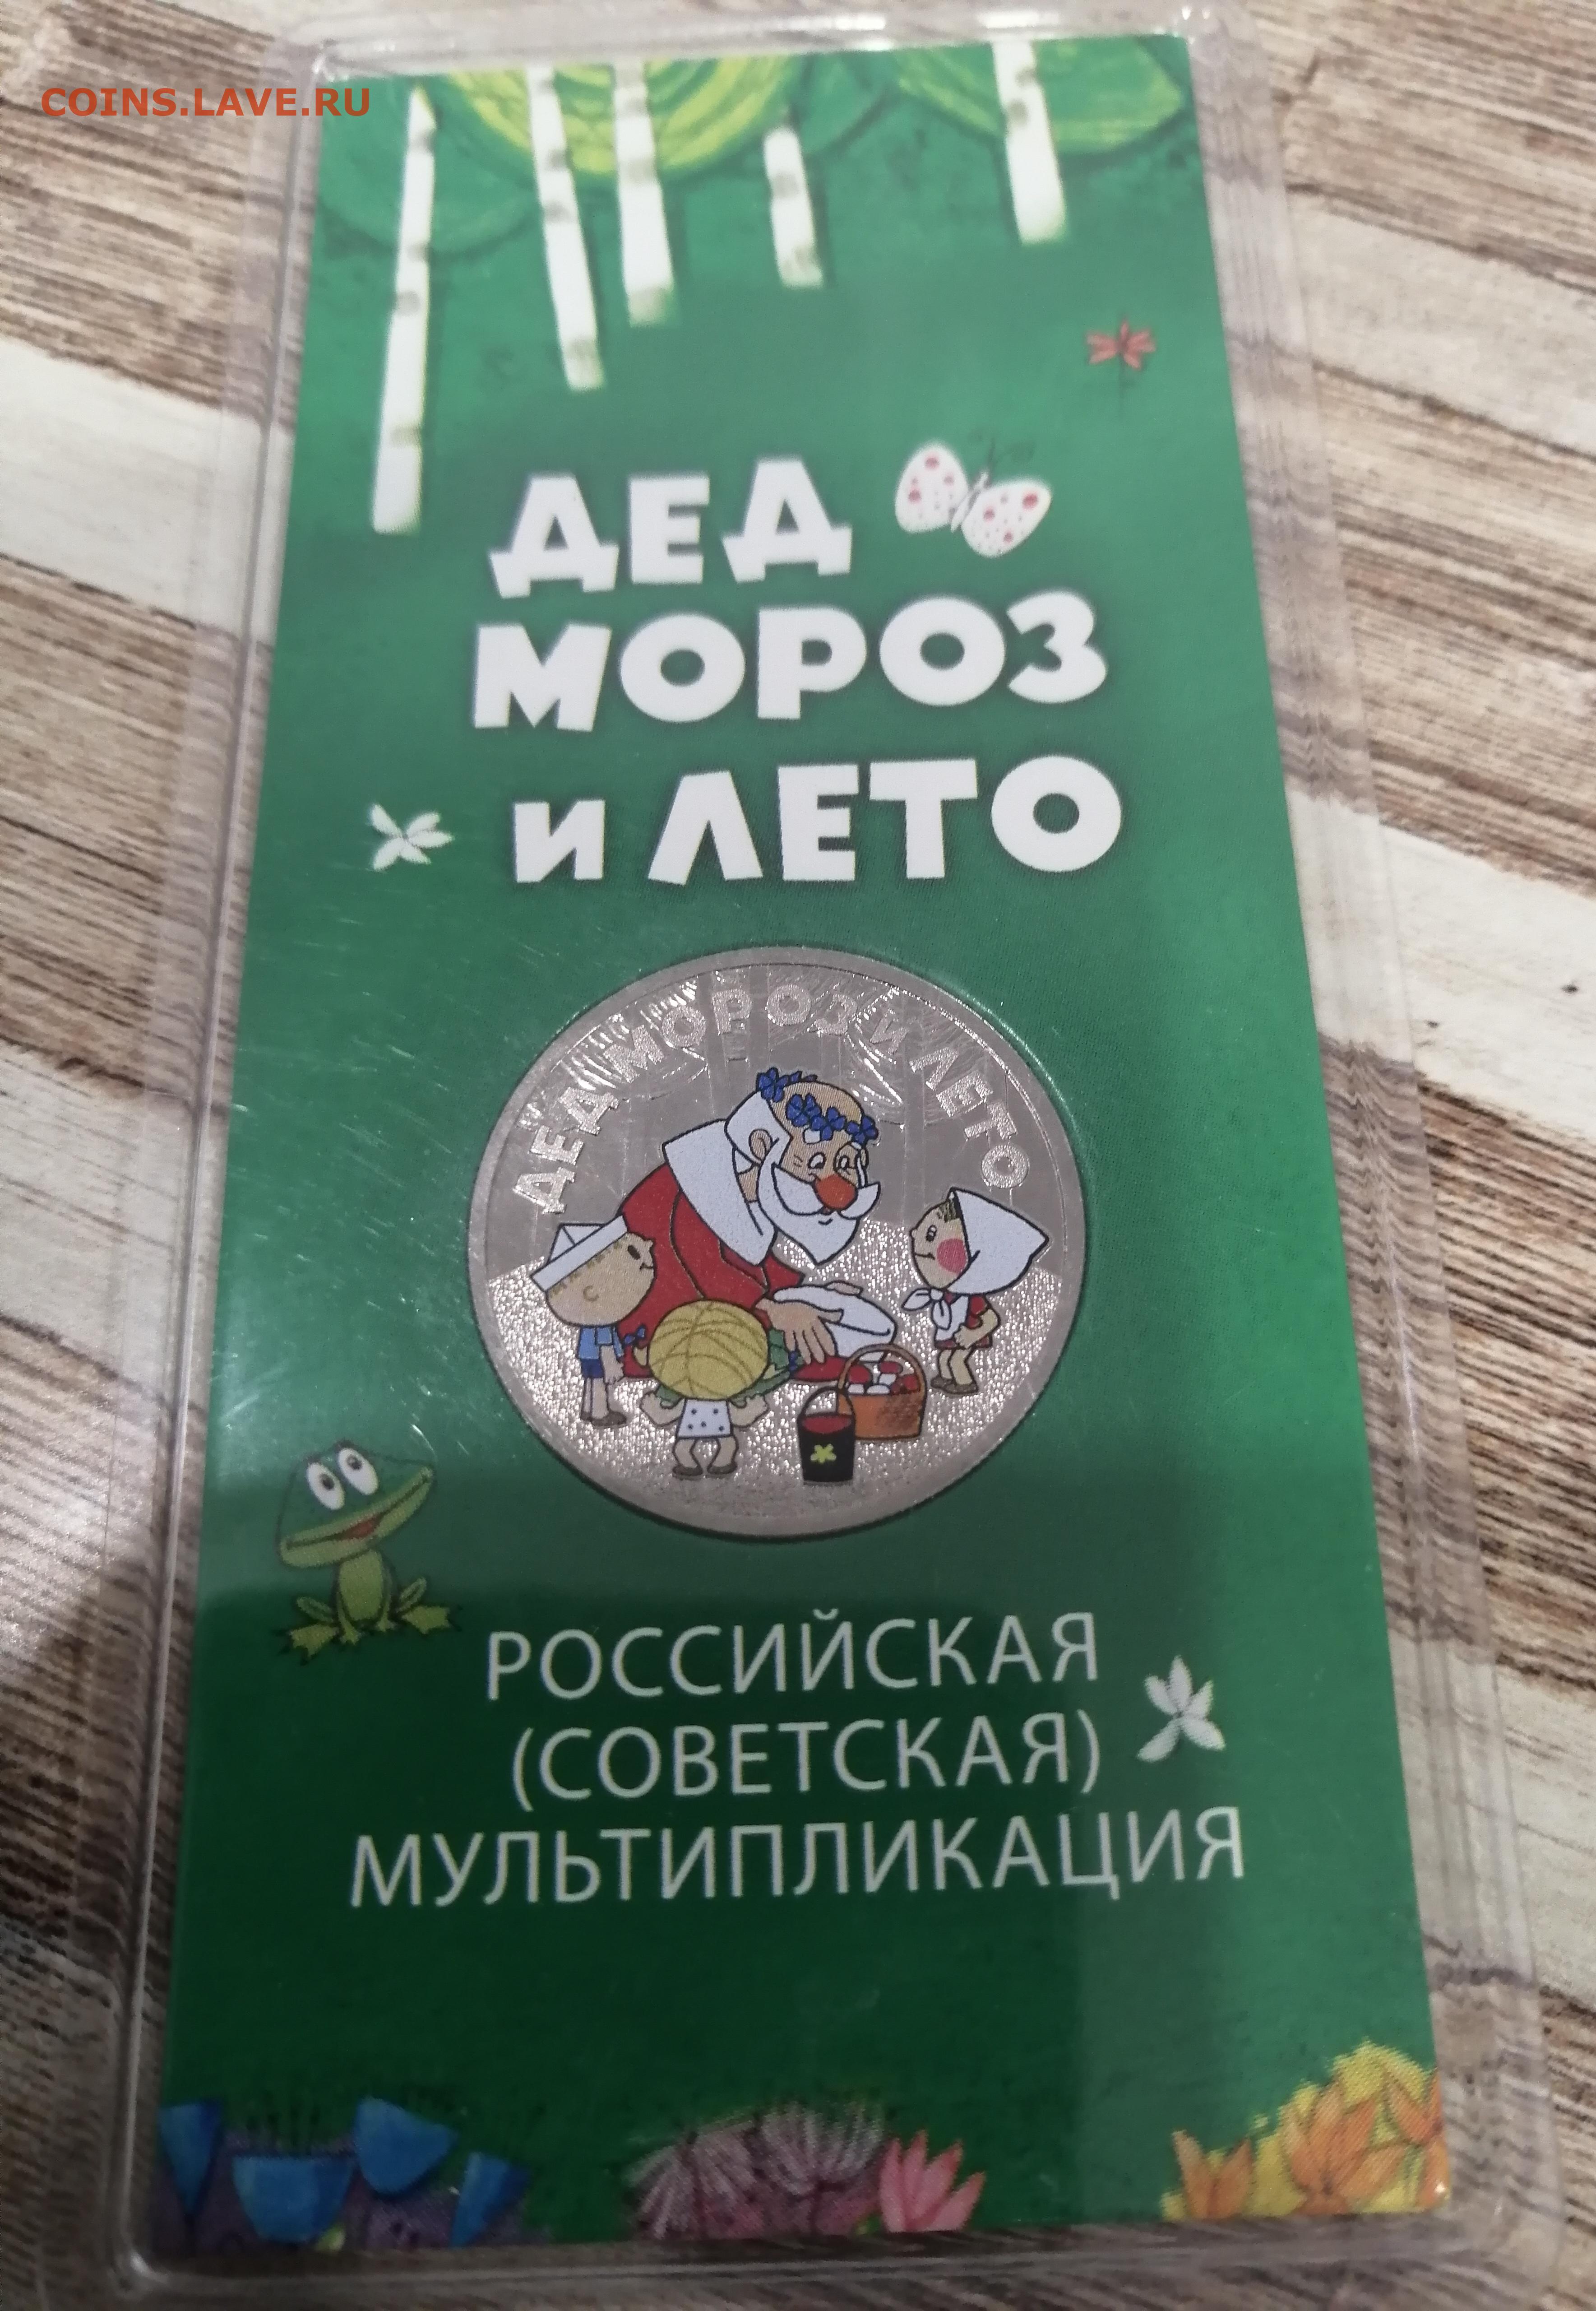 COINS.LAVE.RU
ДЕД
МОРОЗ
и ЛЕТО
ДЕД МОРОЗ И ЛЕТО
РОССИЙСКАЯ
(СОВЕТСКАЯ)
МУЛЬТИПЛИКАЦИЯ